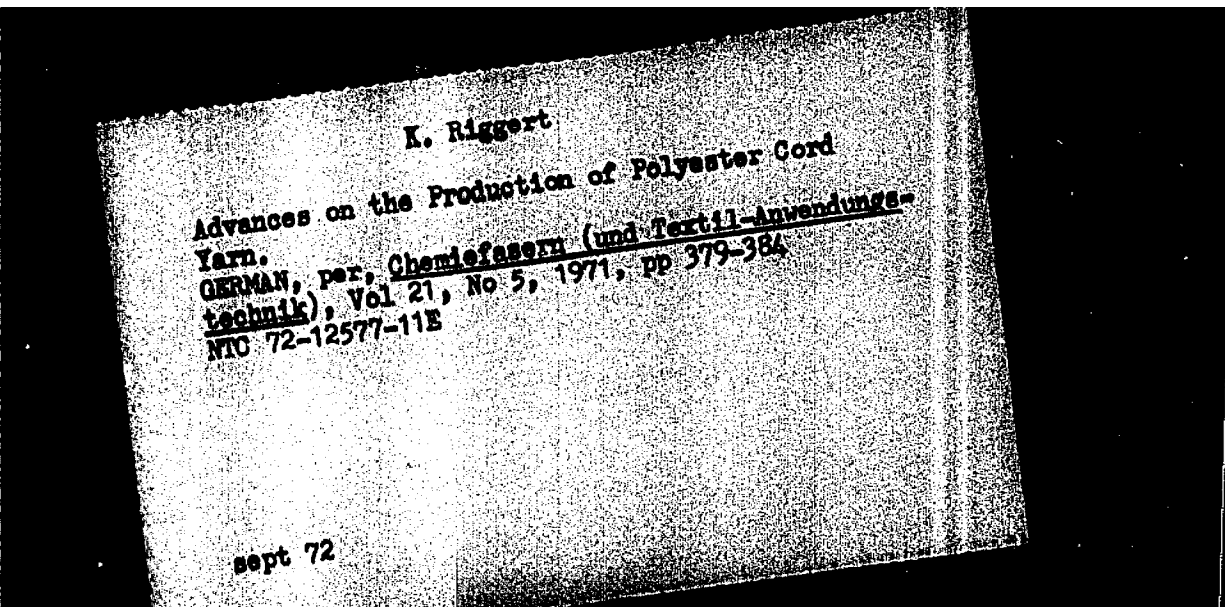 K. Riggert
Advances on the Production of Polyester Cord
Yarn.
GERMAN, per, Chemiefasern (und Textil-Anwendungs-
technik), Vol 21, No 5, 1971, pp 379-384
NTC 72-12577-11E
sept 72